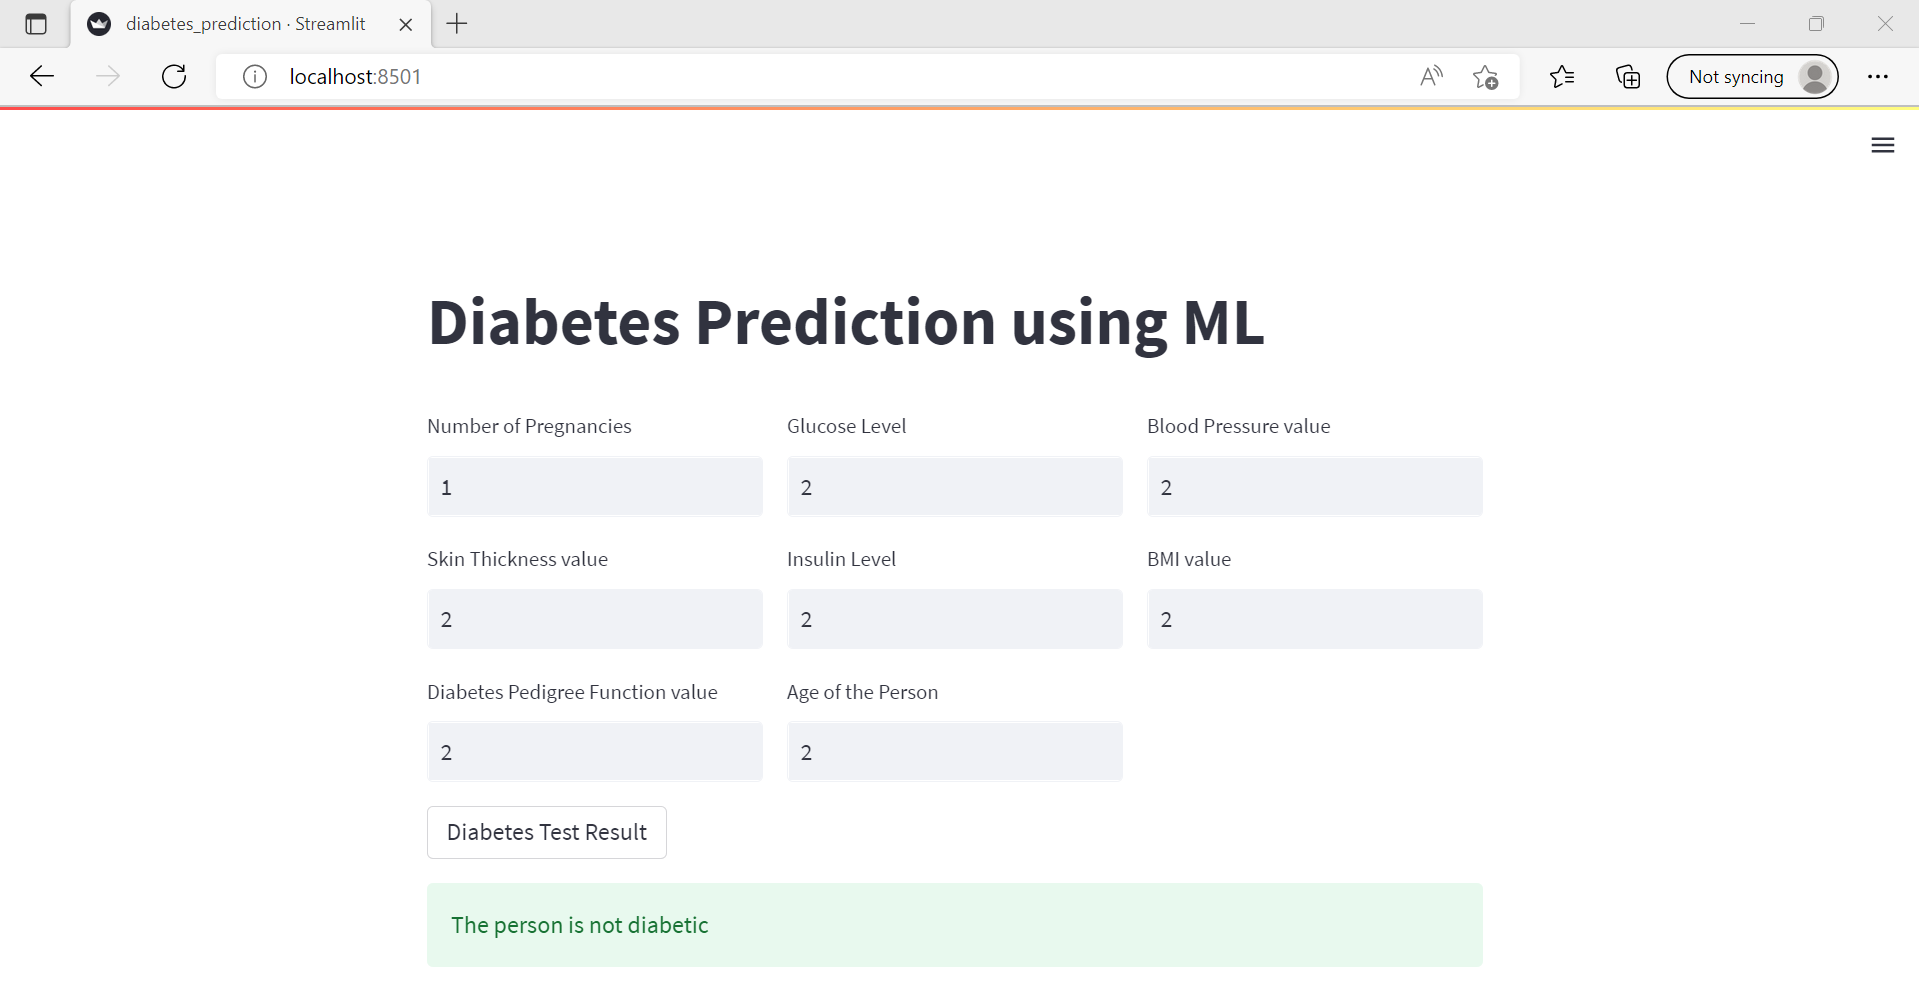 diabetes_prediction · Streamlit
localhost:8501
Not syncing
Diabetes Prediction using ML
Number of Pregnancies
Glucose Level
Blood Pressure value
1
2
2
Skin Thickness value
Insulin Level
BMI value
2
2
2
Diabetes Pedigree Function value
Age of the Person
2
2
Diabetes Test Result
The person is not diabetic